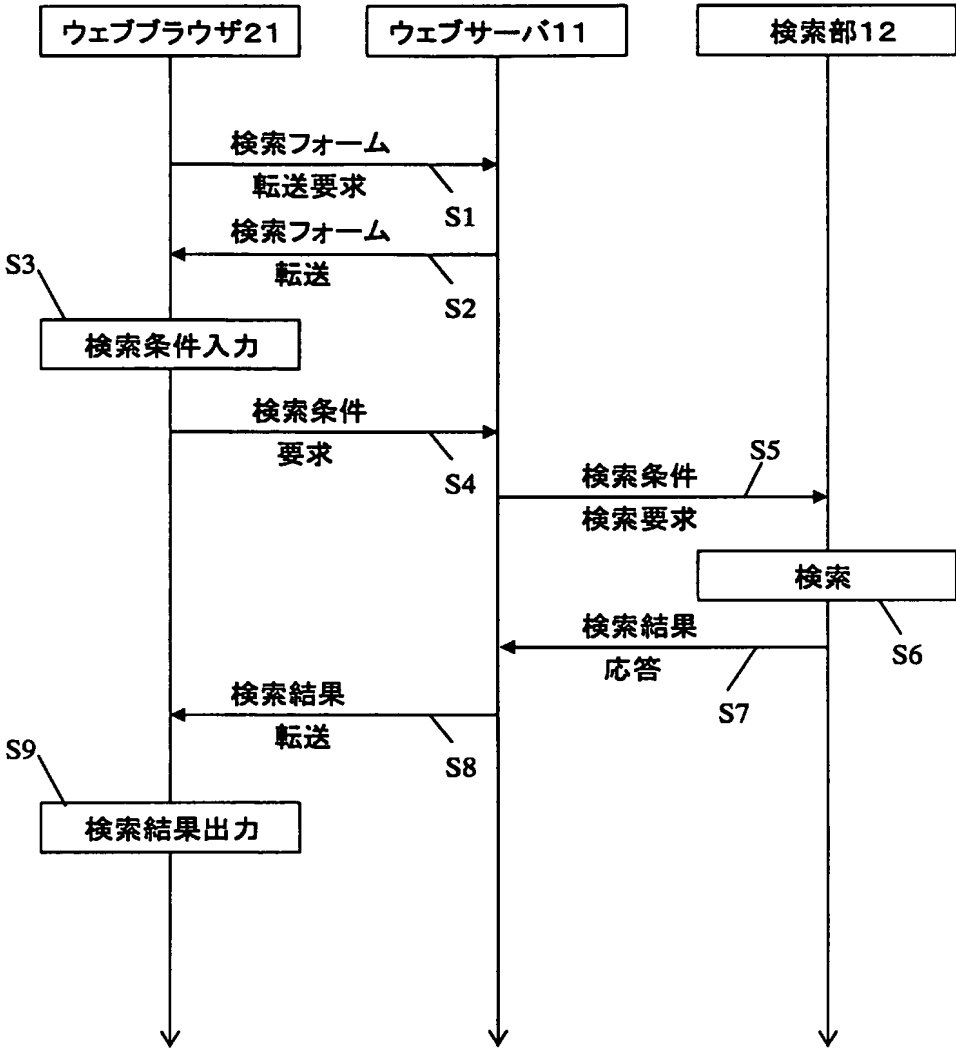 ウェブブラウザ21
ウェブサーバ11
検索部12
検索フォーム
転送要求
S1
検索フォーム
転送
S2
S3
検索条件入力
検索条件
要求
S4
S5
検索条件
検索要求
検索
S6
検索結果
応答
S7
検索結果
転送
S8
S9
検索結果出力